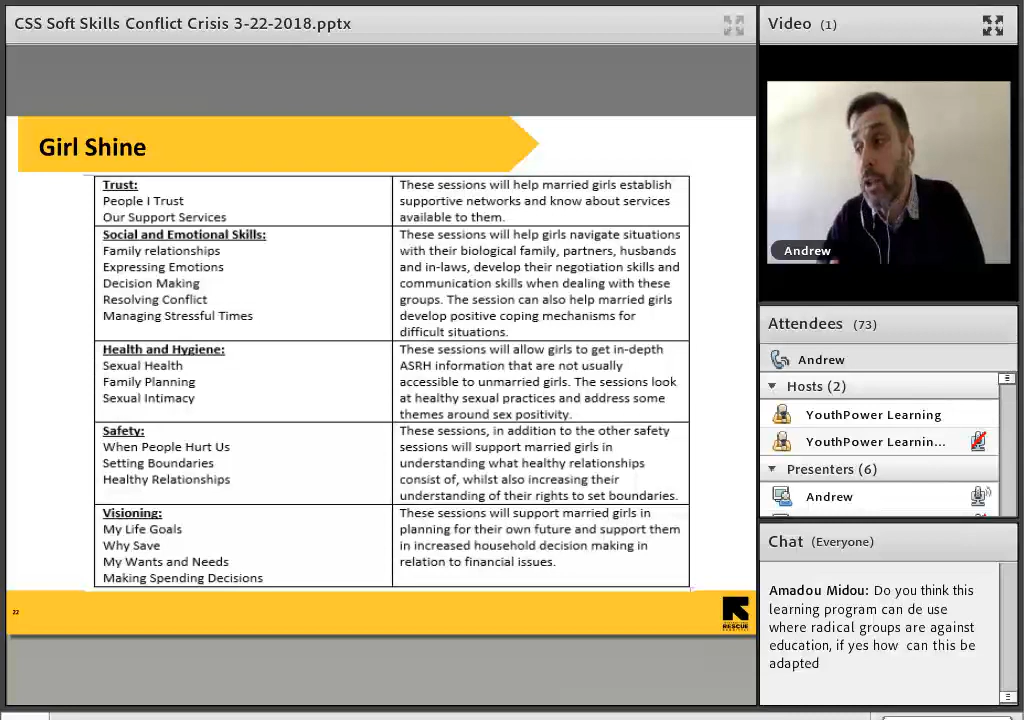 CSS Soft Skills Conflict Crisis 3-22-2018.pptx
Girl Shine
Trust:
People I Trust
Our Support Services
These sessions will help married girls establish
supportive networks and know about services
available to them.
Social and Emotional Skills:
Family relationships
Expressing Emotions
Decision Making
Resolving Conflict
Managing Stressful Times
These sessions will help girls navigate situations
with their biological family, partners, husbands
and in-laws, develop their negotiation skills and
communication skills when dealing with these
groups. The session can also help married girls
develop positive coping mechanisms for
difficult situations.
Health and Hygiene:
Sexual Health
Family Planning
Sexual Intimacy
These sessions will allow girls to get in-depth
ASRH information that are not usually
accessible to unmarried girls. The sessions look
at healthy sexual practices and address some
themes around sex positivity.
Safety:
When People Hurt Us
Setting Boundaries
Healthy Relationships
These sessions, in addition to the other safety
sessions will support married girls in
understanding what healthy relationships
consist of, whilst also increasing their
understanding of their rights to set boundaries.
Visioning:
My Life Goals
Why Save
My Wants and Needs
Making Spending Decisions
These sessions will support married girls in
planning for their own future and support them
in increased household decision making in
relation to financial issues.
22
RESCUE
Video (1)
Andrew
Attendees (73)
Andrew
Hosts (2)
YouthPower Learning
YouthPower Learnin...
Presenters (6)
Andrew
Chat (Everyone)
Amadou Midou: Do you think this
learning program can de use
where radical groups are against
education, if yes how can this be
adapted